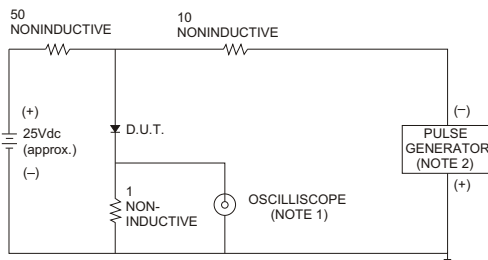 50
NONINDUCTIVE
10
NONINDUCTIVE
(+)
25Vdc
(approx.)
(–)
D.U.T.
1
NON-
INDUCTIVE
OSCILLISCOPE
(NOTE 1)
(–)
PULSE
GENERATOR
(NOTE 2)
(+)